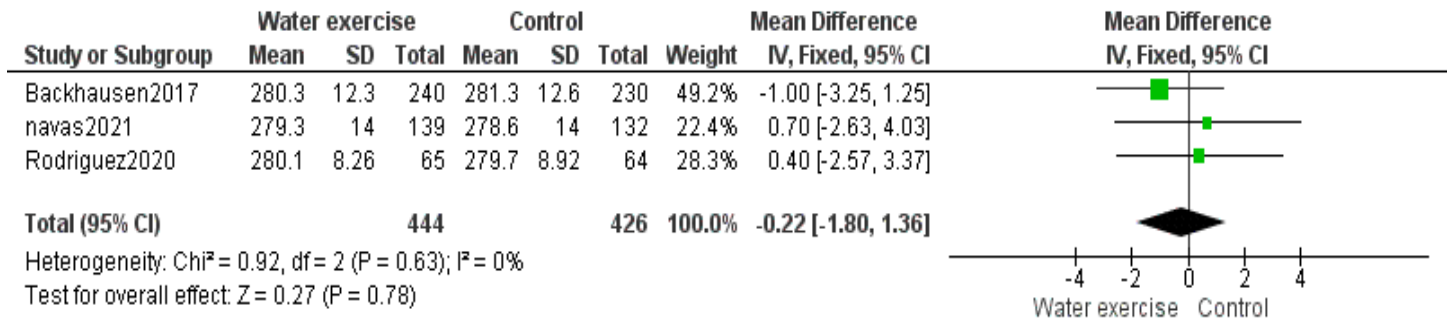 Water exercise Control Mean Difference Mean Difference
Study or Subgroup Mean SD Total Mean SD Total Weight IV, Fixed, 95% CI IV, Fixed, 95% CI
Backhausen2017 280.3 12.3 240 281.3 12.6 230 49.2% -1.00 [-3.25, 1.25]
navas2021 279.3 14 139 278.6 14 132 22.4% 0.70 [-2.63, 4.03]
Rodriguez2020 280.1 8.26 65 279.7 8.92 64 28.3% 0.40 [-2.57, 3.37]
Total (95% CI) 444 426 100.0% -0.22 [-1.80, 1.36]
Heterogeneity: Chi² = 0.92, df = 2 (P = 0.63); I² = 0%
Test for overall effect: Z = 0.27 (P = 0.78)
-4 -2 0 2 4
Water exercise Control